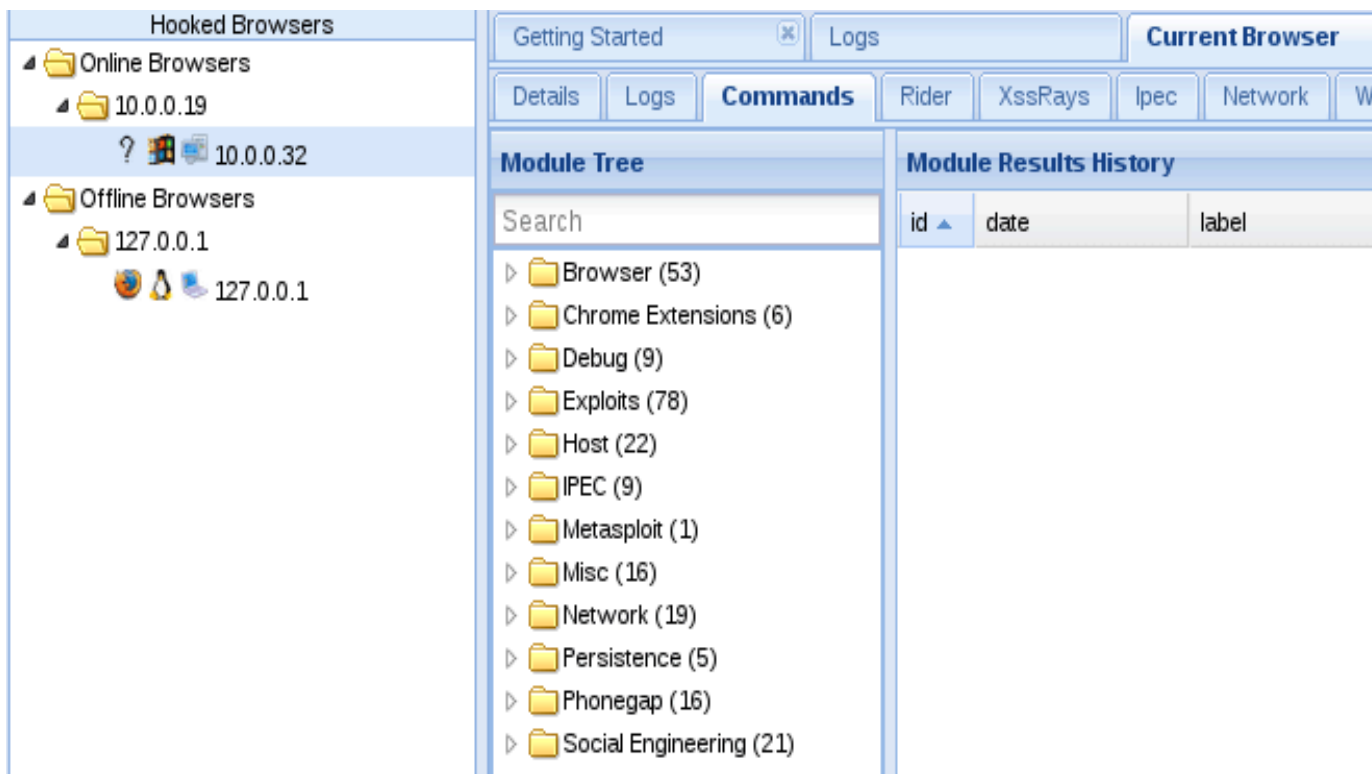 Hooked Browsers
Online Browsers
10.0.0.19
? 10.0.0.32
Offline Browsers
127.0.0.1
127.0.0.1
Getting Started
Logs
Current Browser
Details
Logs
Commands
Rider
XssRays
Ipec
Network
W
Module Tree
Search
Browser (53)
Chrome Extensions (6)
Debug (9)
Exploits (78)
Host (22)
IPEC (9)
Metasploit (1)
Misc (16)
Network (19)
Persistence (5)
Phonegap (16)
Social Engineering (21)
Module Results History
id
date
label